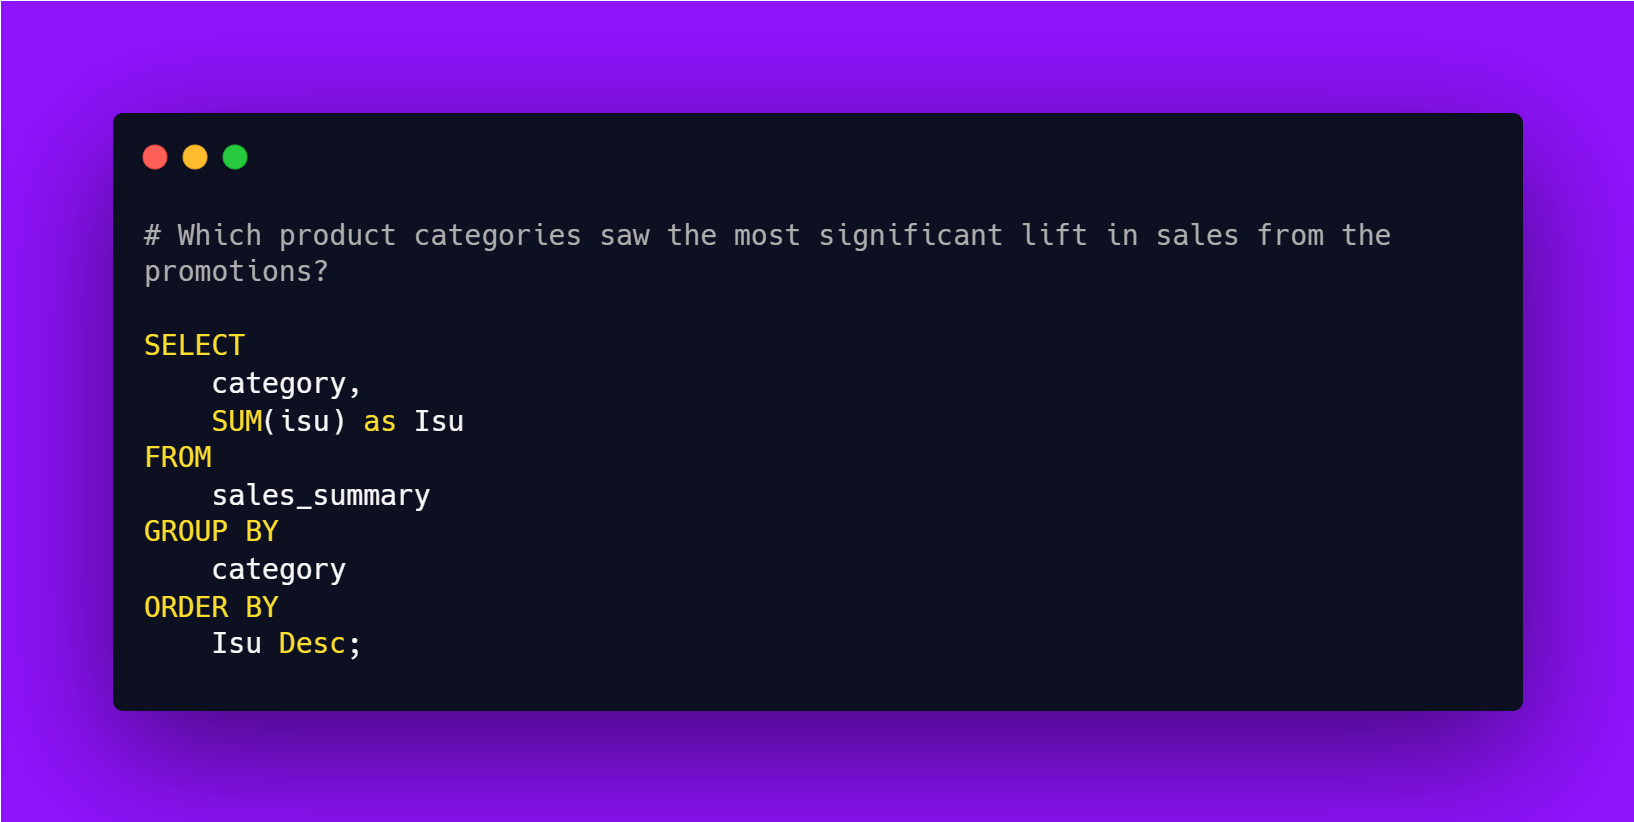 # Which product categories saw the most significant lift in sales from the
promotions?
SELECT
    category,
    SUM(isu) as Isu
FROM
    sales_summary
GROUP BY
    category
ORDER BY
    Isu Desc;